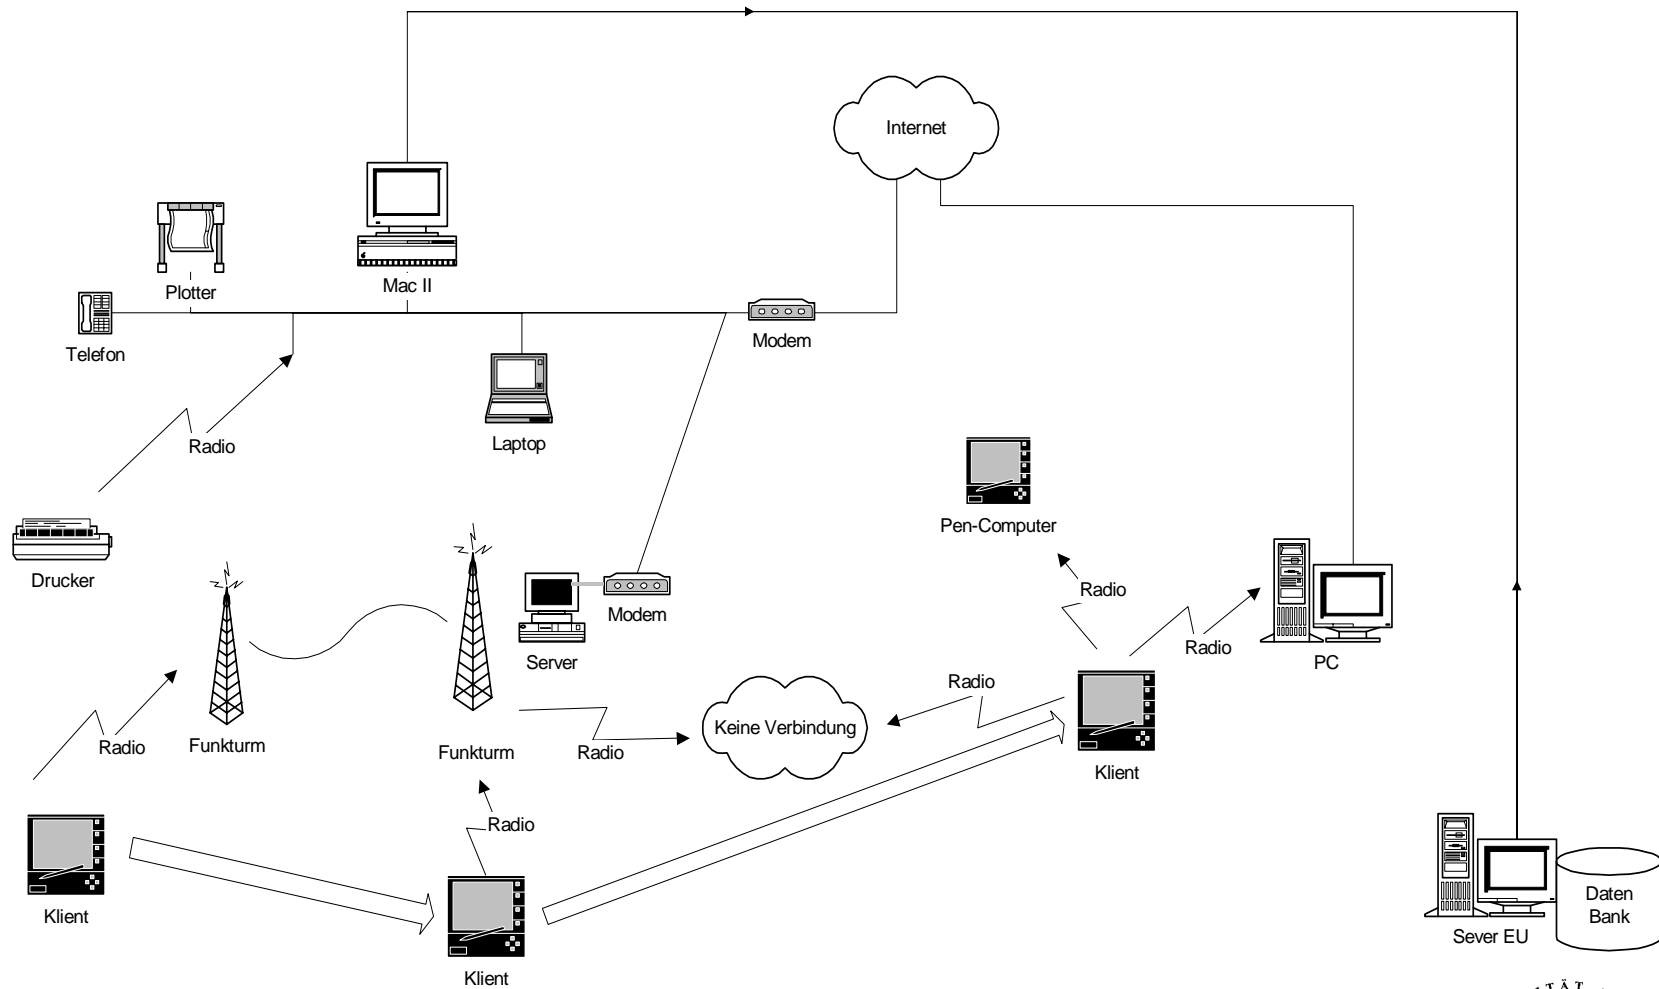 Internet
Plotter
Mac II
Telefon
Modem
Radio
Laptop
Pen-Computer
Drucker
Radio
Modem
Server
Radio
PC
Radio
Radio
Funkturm
Funkturm
Radio
Keine Verbindung
Klient
Radio
Klient
Klient
Daten
Bank
Sever EU